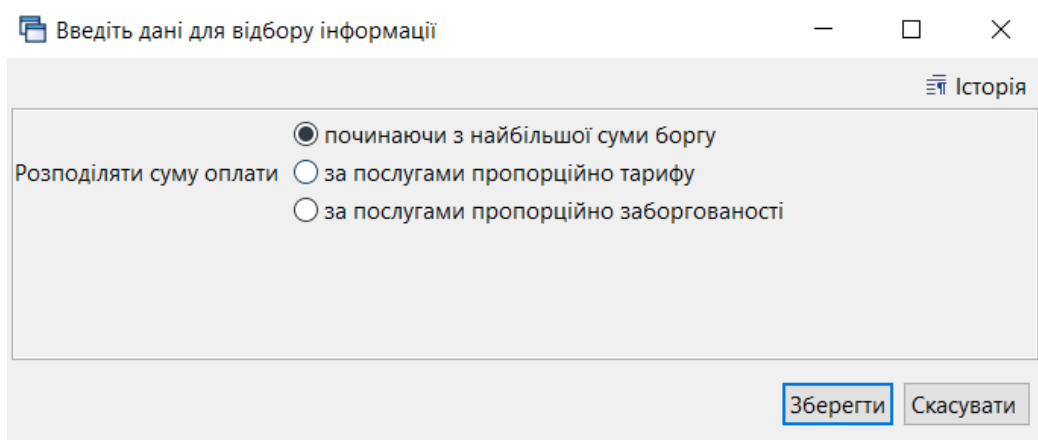 Введіть дані для відбору інформації
Історія
починаючи з найбільшої суми боргу
Розподіляти суму оплати за послугами пропорційно тарифу
за послугами пропорційно заборгованості
Зберегти Скасувати